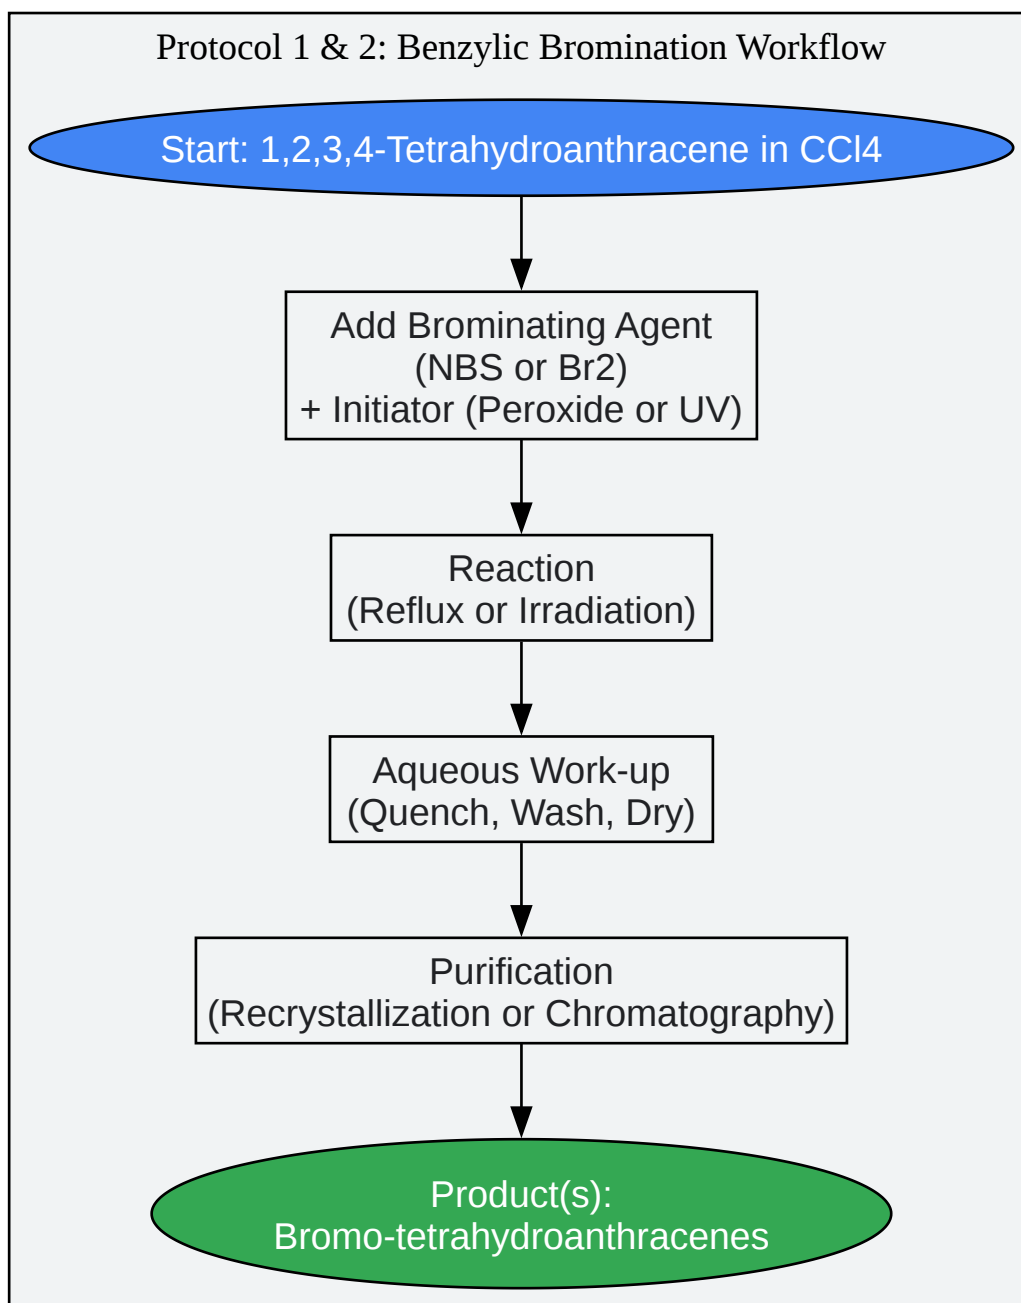 Protocol 1 & 2: Benzylic Bromination Workflow
Start: 1,2,3,4-Tetrahydroanthracene in CCl4
Add Brominating Agent
(NBS or Br2)
+ Initiator (Peroxide or UV)
Reaction
(Reflux or Irradiation)
Aqueous Work-up
(Quench, Wash, Dry)
Purification
(Recrystallization or Chromatography)
Product(s):
Bromo-tetrahydroanthracenes